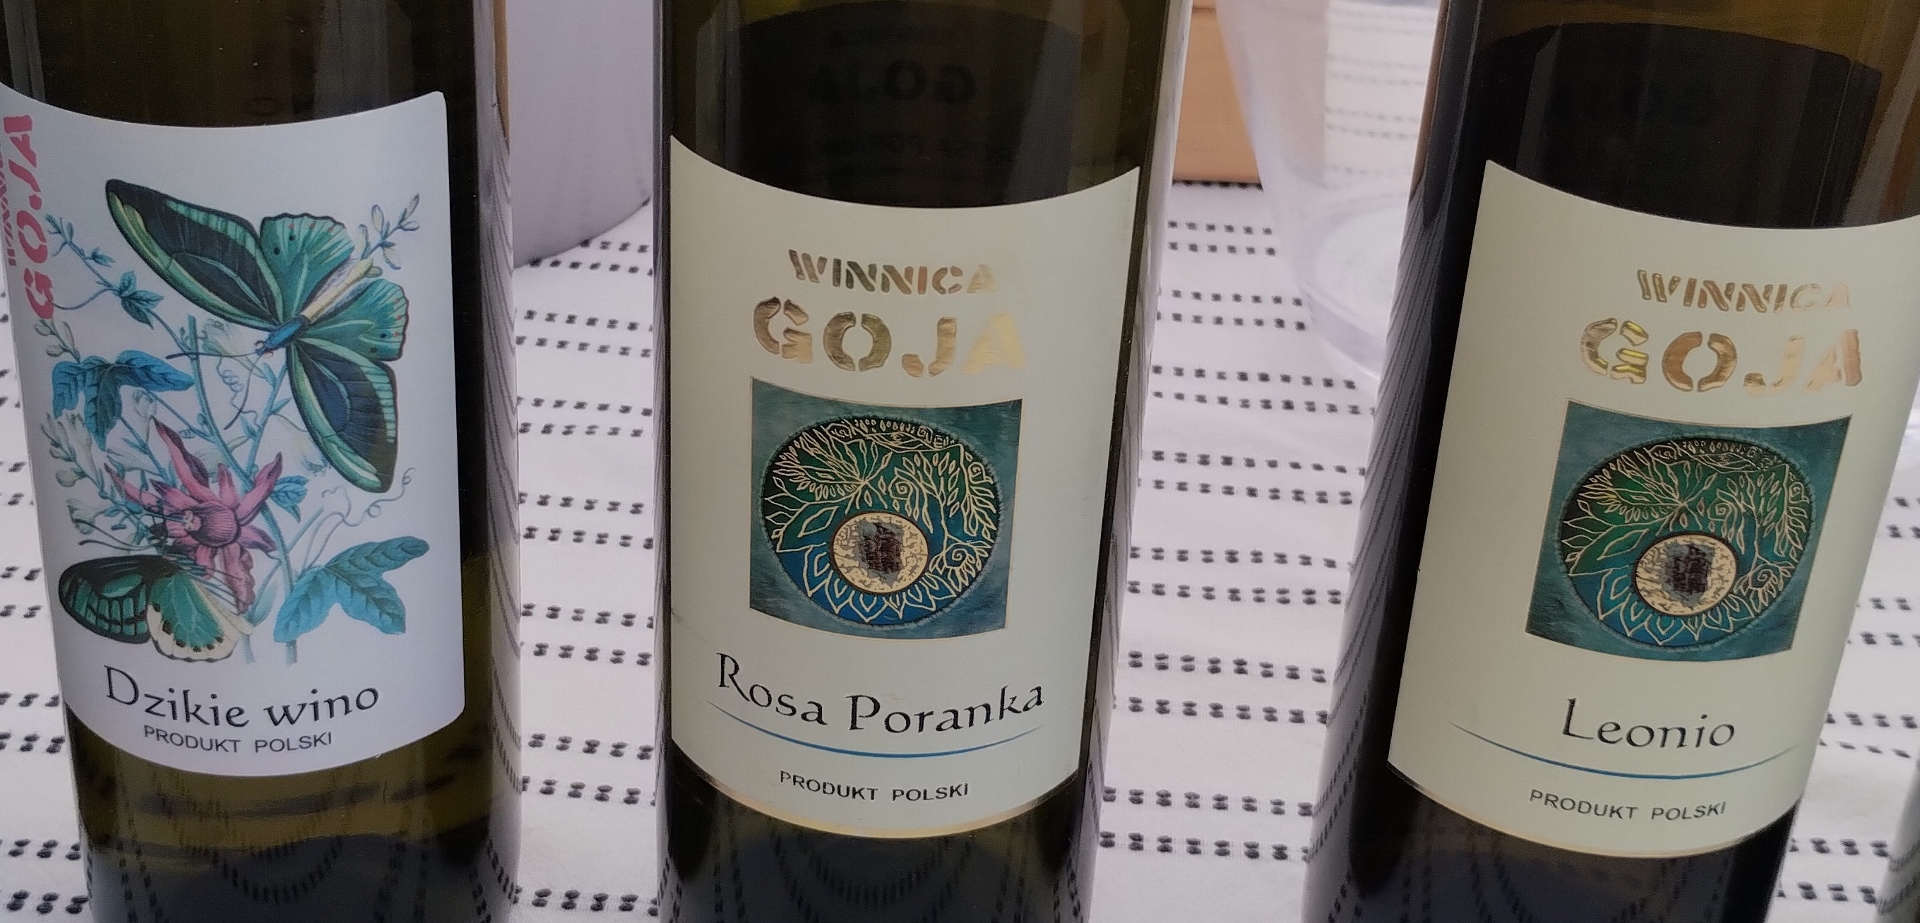 WINNICA
GOJA
Dzikie wino
PRODUKT POLSKI
WINNICA
GOJA
Rosa Poranka
PRODUKT POLSKI
WINNICA
GOJA
Leonio
PRODUKT POLSKI